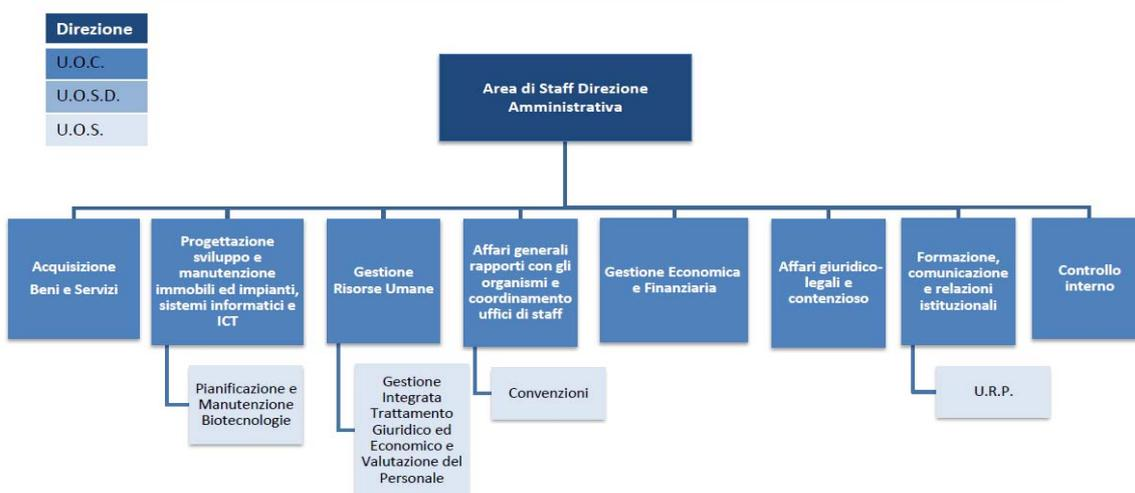 Direzione
U.O.C.
U.O.S.D.
U.O.S.
Area di Staff Direzione
Amministrativa
Acquisizione
Beni e Servizi
Progettazione
sviluppo e
manutenzione
immobili ed impianti,
sistemi informatici e
ICT
Gestione
Risorse Umane
Affari generali
rapporti con gli
organismi e
coordinamento
uffici di staff
Gestione Economica
e Finanziaria
Affari giuridico-
legali e
contenzioso
Formazione,
comunicazione
e relazioni
istituzionali
Controllo
interno
Pianificazione e
Manutenzione
Biotecnologie
Gestione
Integrata
Trattamento
Giuridico ed
Economico e
Valutazione del
Personale
Convenzioni
U.R.P.